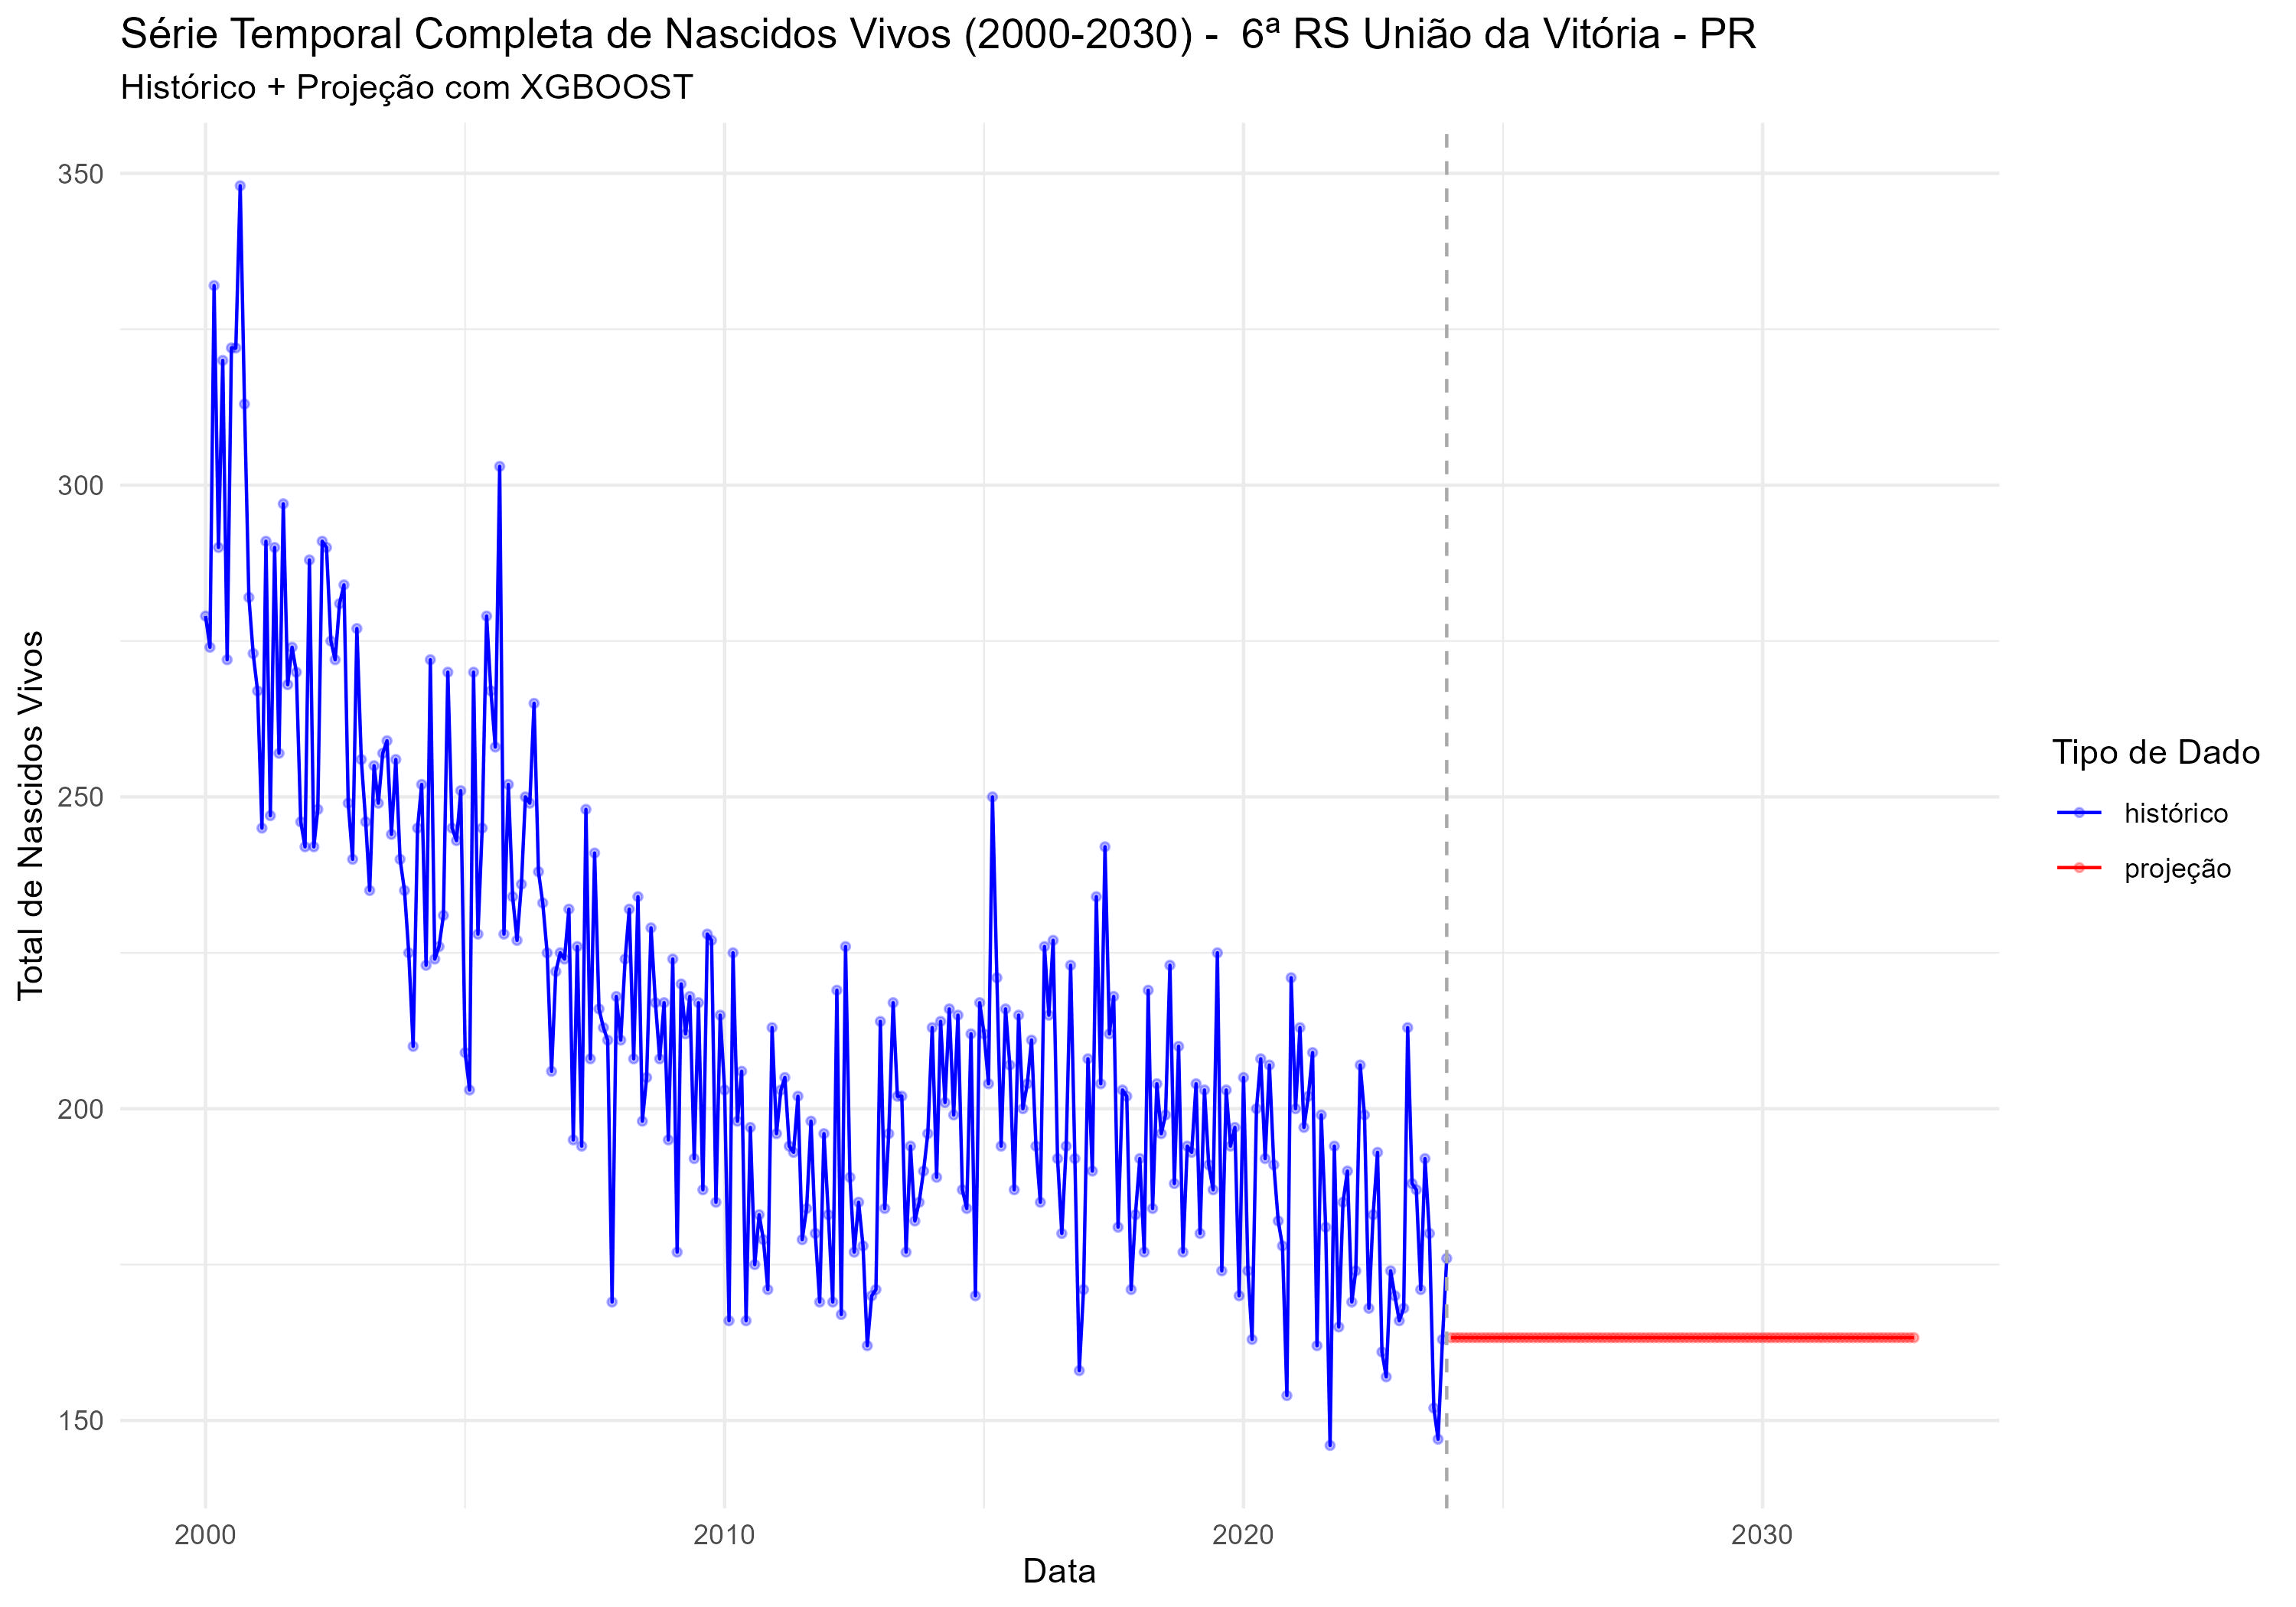 Série Temporal Completa de Nascidos Vivos (2000-2030) -  6ª RS União da Vitória - PR
Histórico + Projeção com XGBOOST
Total de Nascidos Vivos
350
300
250
200
150
2000
2010
2020
2030
Data
Tipo de Dado
histórico
projeção